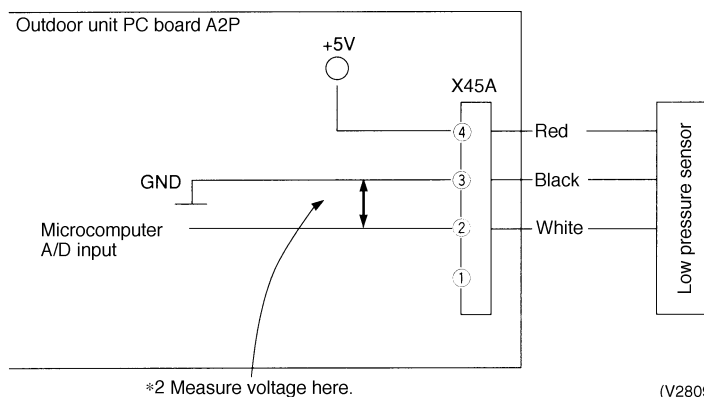 Outdoor unit PC board A2P
+5V
X45A
④
Red
GND
③
Black
Microcomputer
A/D input
②
White
①
Low pressure sensor
*2 Measure voltage here.
(V2809